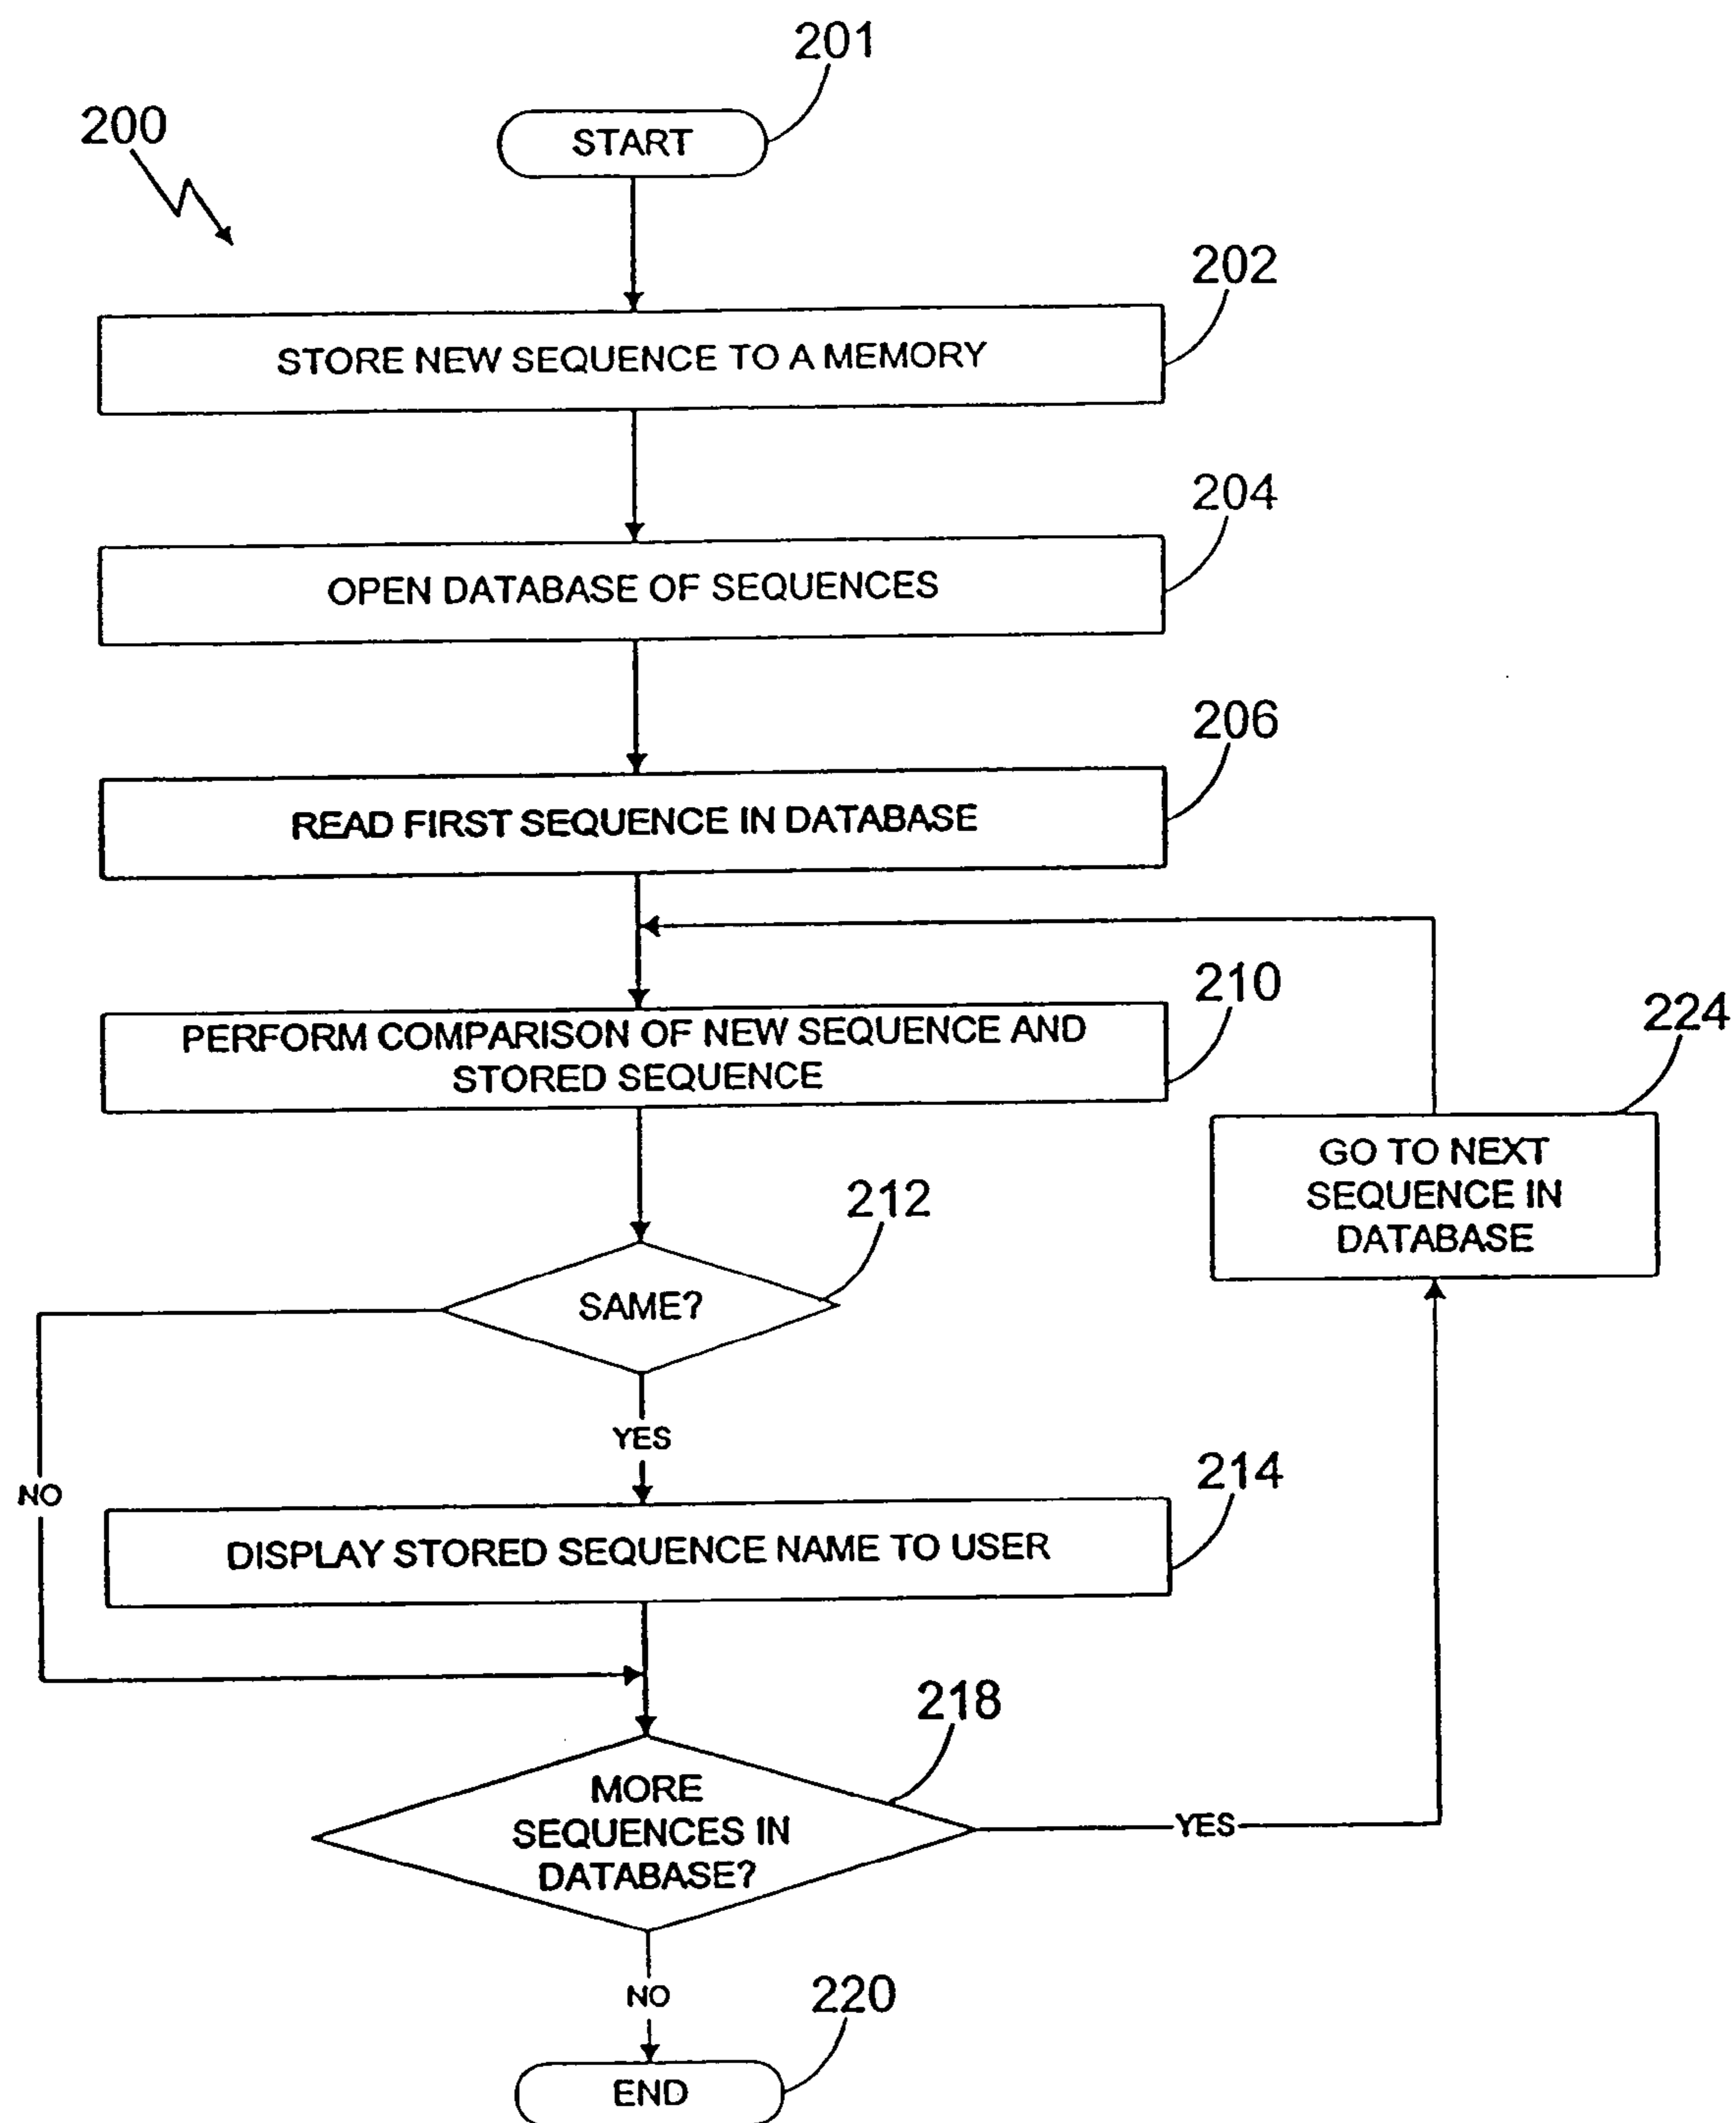 201
200
START
202
STORE NEW SEQUENCE TO A MEMORY
204
OPEN DATABASE OF SEQUENCES
206
READ FIRST SEQUENCE IN DATABASE
210
PERFORM COMPARISON OF NEW SEQUENCE AND
STORED SEQUENCE
224
GO TO NEXT
SEQUENCE IN
DATABASE
212
SAME?
YES
NO
214
DISPLAY STORED SEQUENCE NAME TO USER
218
MORE
SEQUENCES IN
DATABASE?
YES
NO
220
END